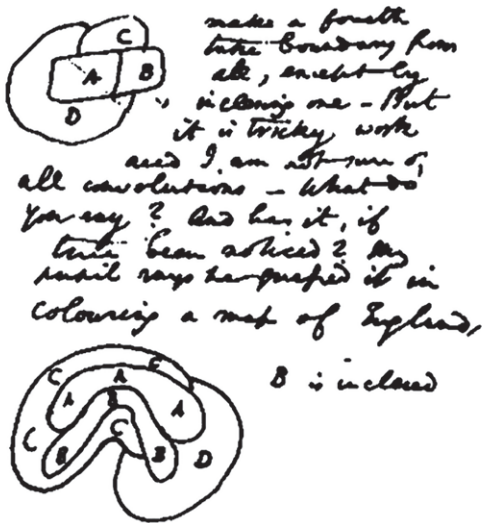 C
A B
D
make a fourth
take boundary from
all, except by
inclosing one – But
it is tricky work
and I am not sure of
all convolutions – What do
you say? And has it, if
true been noticed? My
pupil says he guessed it in
colouring a map of England,
B is inclosed
C A C
A B A
C C
B B D